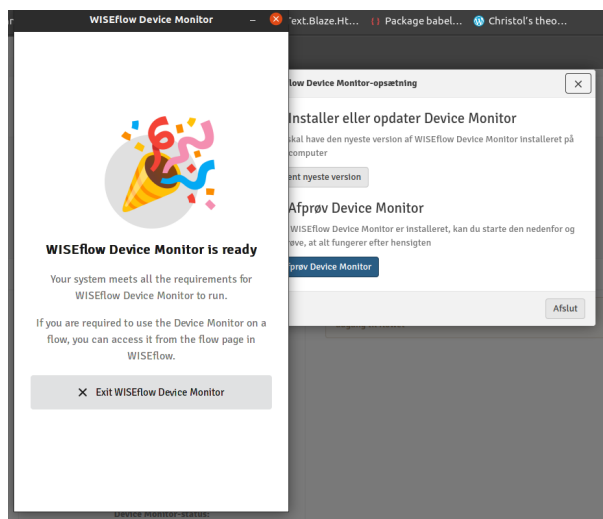 WISEflow Device Monitor
Text.Blaze.Ht...
Package babel...
Christol's theo...
WISEflow Device Monitor is ready
Your system meets all the requirements for
WISEflow Device Monitor to run.
If you are required to use the Device Monitor on a
flow, you can access it from the flow page in
WISEflow.
Exit WISEflow Device Monitor
low Device Monitor-opsætning
Installer eller opdater Device Monitor
skal have den nyeste version af WISEflow Device Monitor installeret på
computer
ent nyeste version
Afprøv Device Monitor
WISEflow Device Monitor er installeret, kan du starte den nedenfor og
røve, at alt fungerer efter hensigten
fprøv Device Monitor
Afslut
Device Monitor-status: